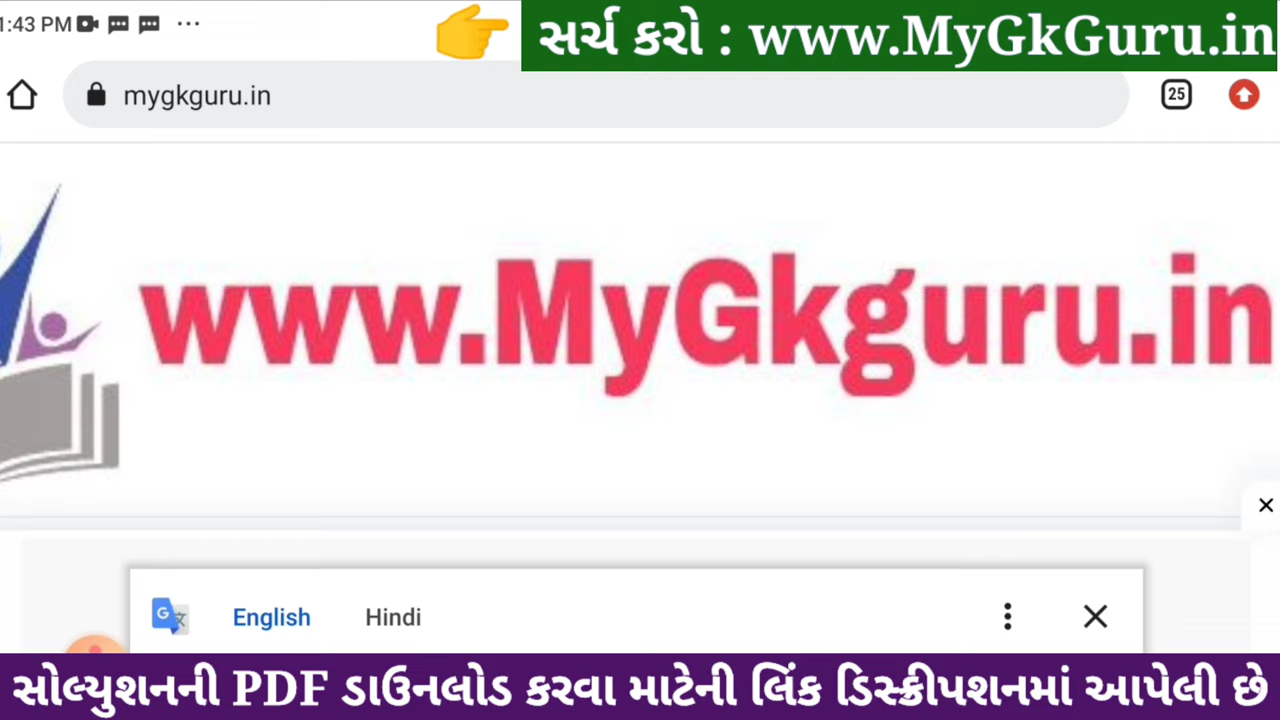 1:43 PM
સર્ચ કરો : www.MyGkGuru.in
mygkguru.in
25
www.MyGkguru.in
English Hindi
સોલ્યુશનની PDF ડાઉનલોડ કરવા માટેની લિંક ડિસ્ક્રીપશનમાં આપેલી છે